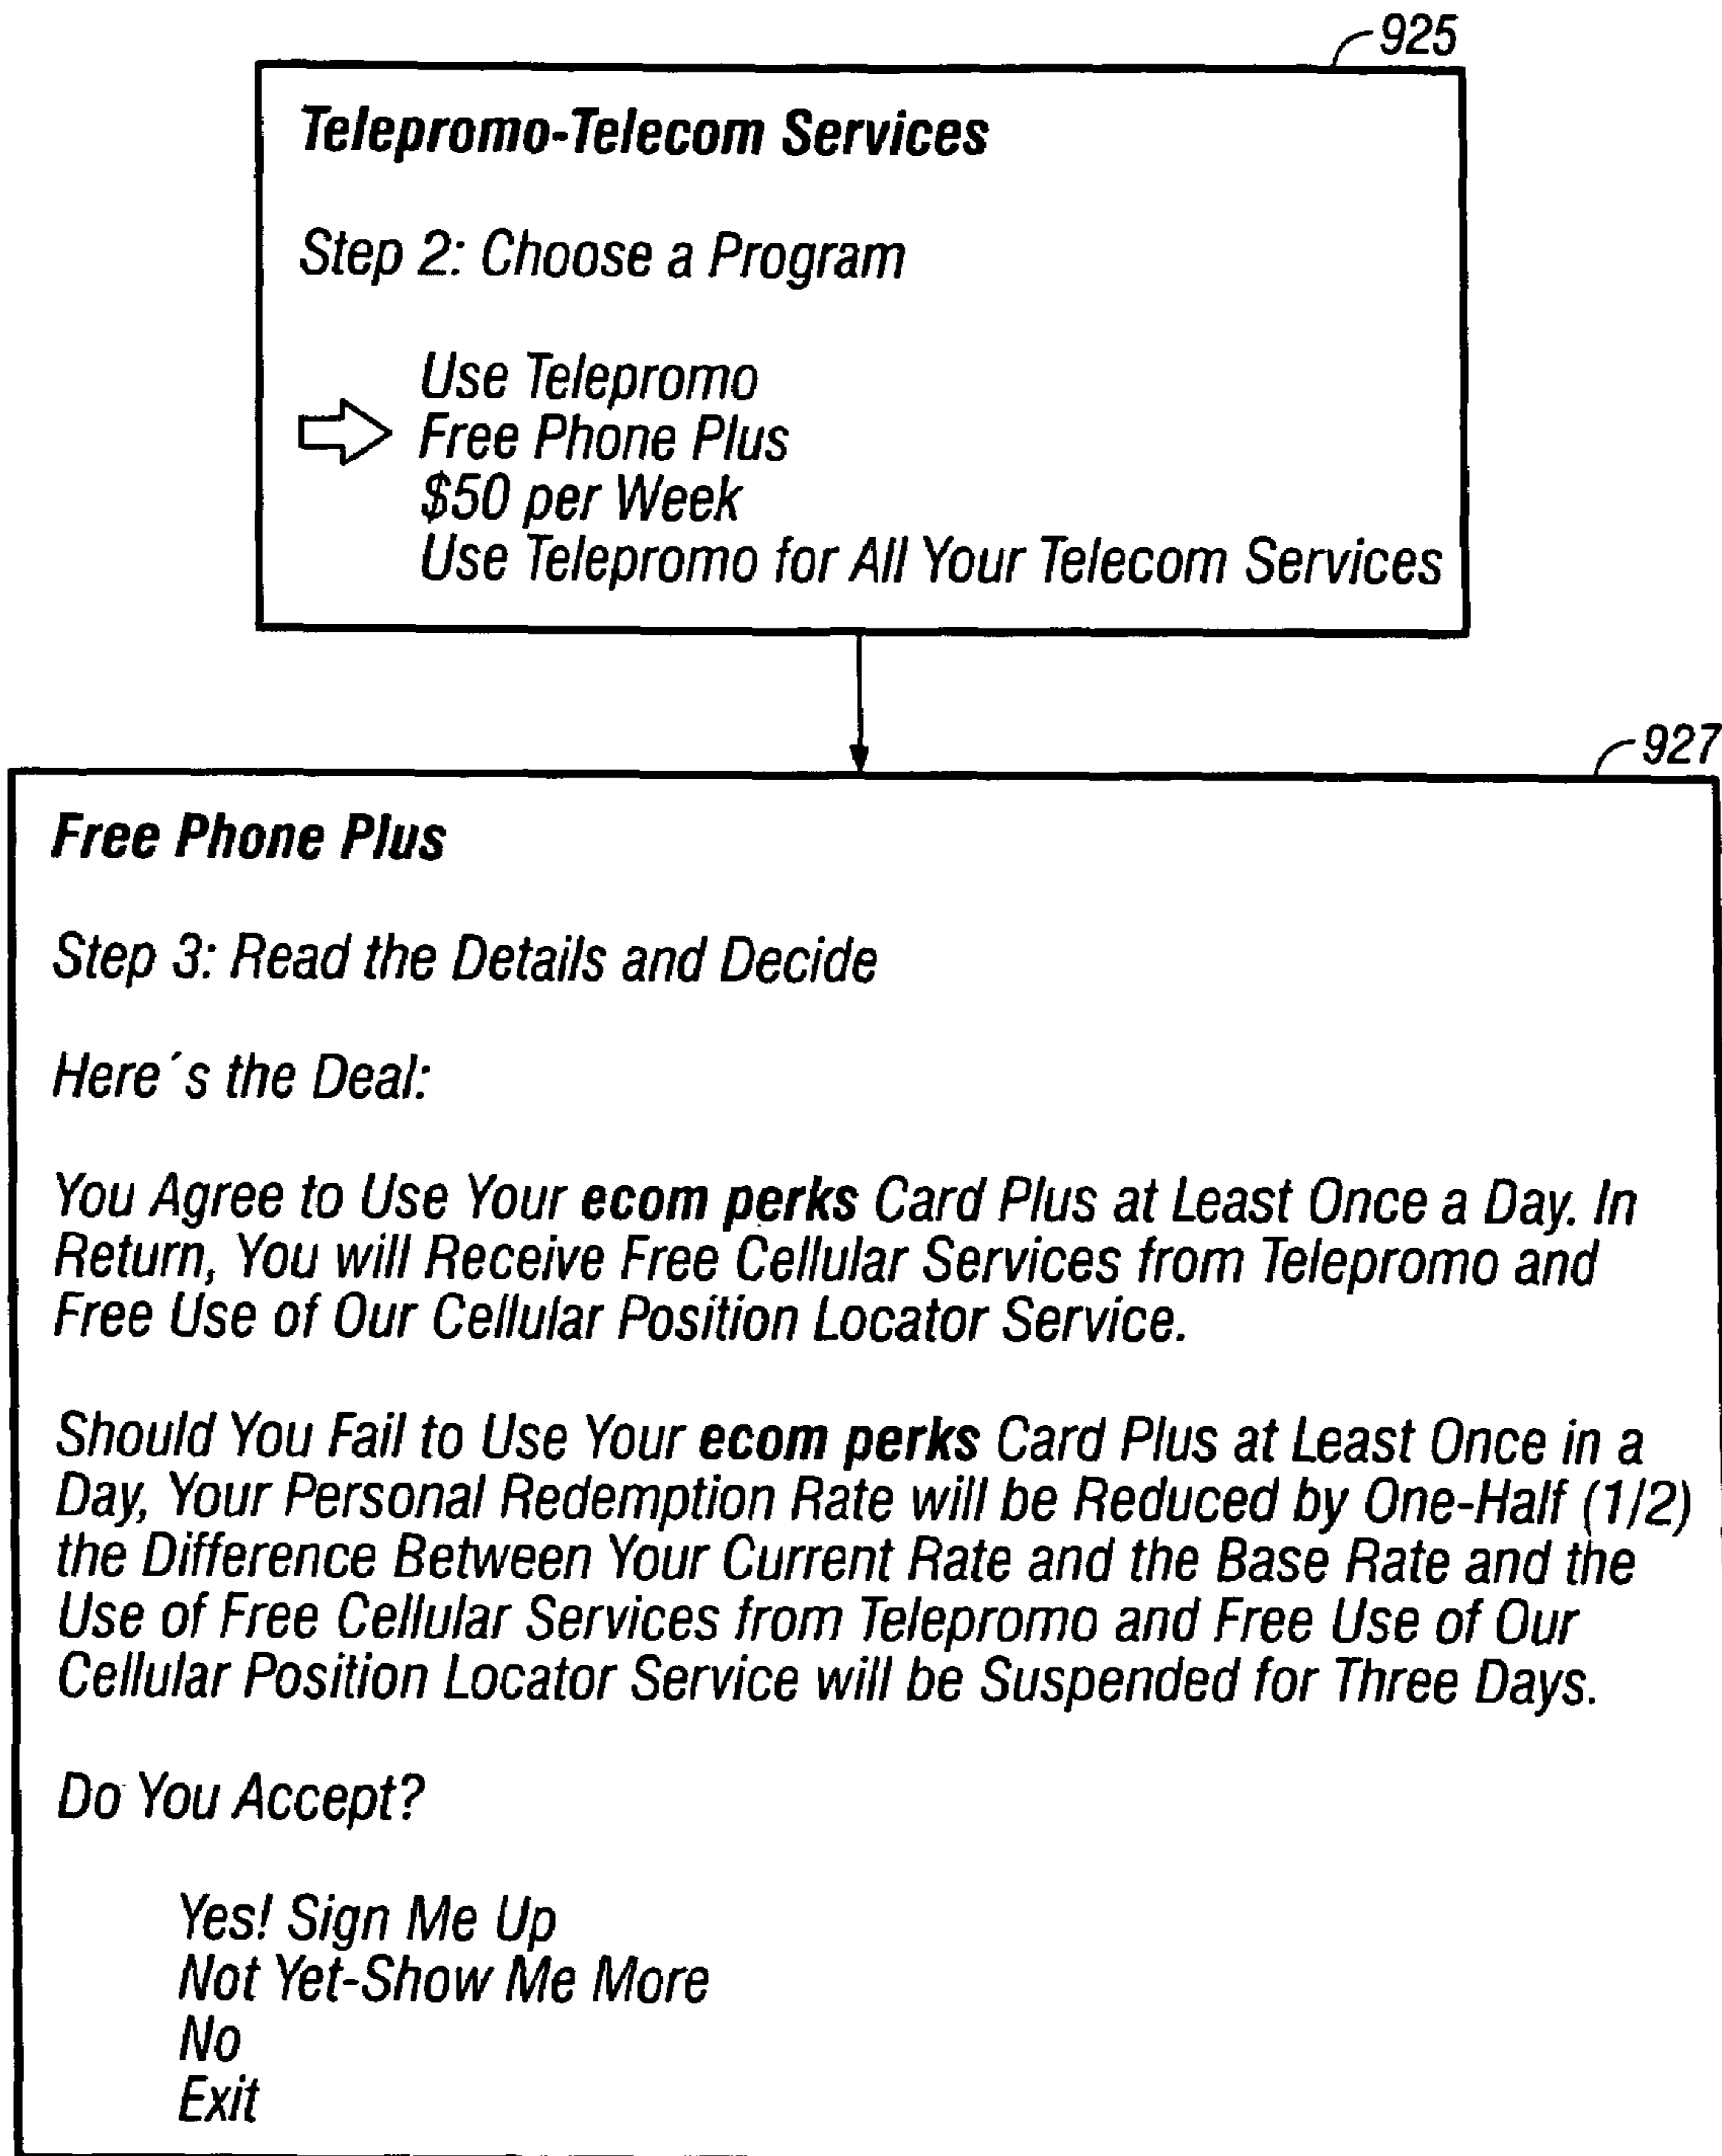 925
Telepromo-Telecom Services
Step 2: Choose a Program
Use Telepromo
Free Phone Plus
$50 per Week
Use Telepromo for All Your Telecom Services
927
Free Phone Plus
Step 3: Read the Details and Decide
Here´s the Deal:
You Agree to Use Your ecom perks Card Plus at Least Once a Day. In
Return, You will Receive Free Cellular Services from Telepromo and
Free Use of Our Cellular Position Locator Service.
Should You Fail to Use Your ecom perks Card Plus at Least Once in a
Day, Your Personal Redemption Rate will be Reduced by One-Half (1/2)
the Difference Between Your Current Rate and the Base Rate and the
Use of Free Cellular Services from Telepromo and Free Use of Our
Cellular Position Locator Service will be Suspended for Three Days.
Do You Accept?
Yes! Sign Me Up
Not Yet-Show Me More
No
Exit